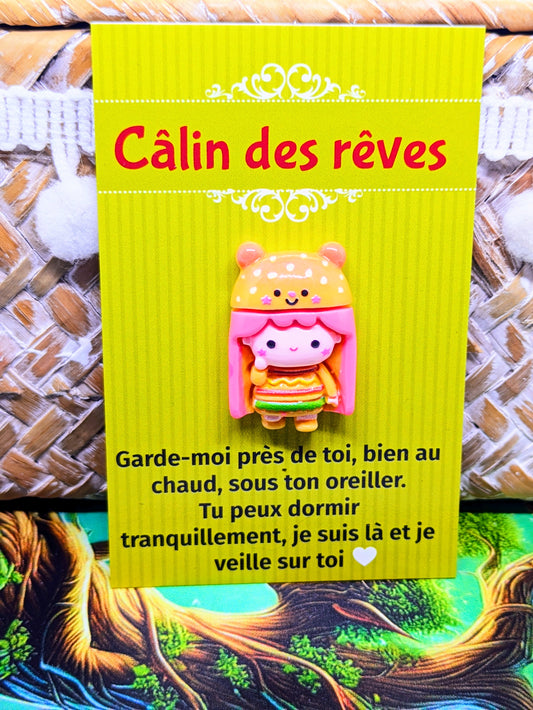 Câlin des rêves
Garde-moi près de toi, bien au
chaud, sous ton oreiller.
Tu peux dormir
tranquillement, je suis là et je
veille sur toi